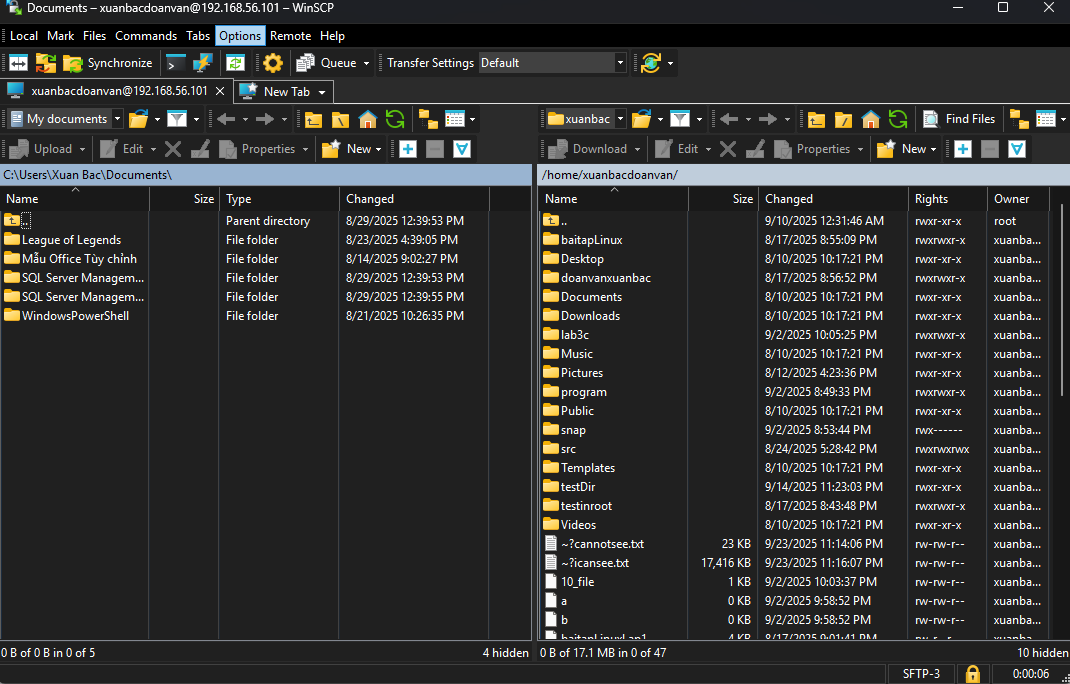 Documents – xuanbacdoanvan@192.168.56.101 – WinSCP
Local Mark Files Commands Tabs Options Remote Help
Synchronize Queue Transfer Settings Default
xuanbacdoanvan@192.168.56.101 × New Tab
My documents xuanbac Find Files
Upload Edit Properties New Download Edit Properties New
C:\Users\Xuan Bac\Documents\ /home/xuanbacdoanvan/
Name Size Type Changed Name Size Changed Rights Owner
.. Parent directory 8/29/2025 12:39:53 PM .. 9/10/2025 12:31:46 AM rwxr-xr-x root
League of Legends File folder 8/23/2025 4:39:05 PM baitapLinux 8/17/2025 8:55:09 PM rwxrwxr-x xuanba...
Mẫu Office Tùy chỉnh File folder 8/14/2025 9:02:27 PM Desktop 8/10/2025 10:17:21 PM rwxr-xr-x xuanba...
SQL Server Managem... File folder 8/29/2025 12:39:53 PM doanvanxuanbac 8/17/2025 8:56:52 PM rwxrwxr-x xuanba...
SQL Server Managem... File folder 8/29/2025 12:39:55 PM Documents 8/10/2025 10:17:21 PM rwxr-xr-x xuanba...
WindowsPowerShell File folder 8/21/2025 10:26:35 PM Downloads 8/10/2025 10:17:21 PM rwxr-xr-x xuanba...
lab3c 9/2/2025 10:05:25 PM rwxrwxr-x xuanba...
Music 8/10/2025 10:17:21 PM rwxr-xr-x xuanba...
Pictures 8/12/2025 4:23:36 PM rwxr-xr-x xuanba...
program 9/2/2025 8:49:33 PM rwxrwxr-x xuanba...
Public 8/10/2025 10:17:21 PM rwxr-xr-x xuanba...
snap 9/2/2025 8:53:44 PM rwx------ xuanba...
src 8/24/2025 5:28:42 PM rwxrwxrwx xuanba...
Templates 8/10/2025 10:17:21 PM rwxr-xr-x xuanba...
testDir 9/14/2025 11:23:03 PM rwxr-xr-x xuanba...
testinroot 8/17/2025 8:43:48 PM rwxrwxr-x xuanba...
Videos 8/10/2025 10:17:21 PM rwxr-xr-x xuanba...
~?cannotsee.txt 23 KB 9/23/2025 11:14:06 PM rw-rw-r-- xuanba...
~?icansee.txt 17,416 KB 9/23/2025 11:16:07 PM rw-rw-r-- xuanba...
10_file 1 KB 9/2/2025 10:03:37 PM rw-rw-r-- xuanba...
a 0 KB 9/2/2025 9:58:52 PM rw-rw-r-- xuanba...
b 0 KB 9/2/2025 9:58:52 PM rw-rw-r-- xuanba...
baitapLinuxLan1 4 KB 8/17/2025 9:01:41 PM xuanba...
0 B of 0 B in 0 of 5 4 hidden 0 B of 17.1 MB in 0 of 47 10 hidden
SFTP-3 0:00:06